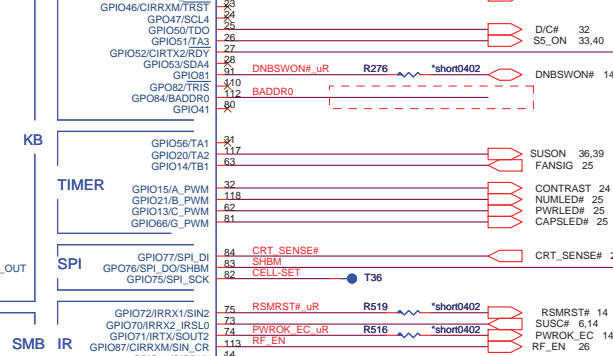 GPIO46/CIRRXM/TRST 23
GPO47/SCL4 24
GPIO50/TDO 25 D/C# 32
GPIO51/TA3 26 S5_ON 33,40
GPIO52/CIRTX2/RDY 27
GPIO53/SDA4 28
GPIO81 91 DNBSWON#_uR R276 *short0402 DNBSWON# 14
GPO82/TRIS 110
GPO84/BADDR0 112 BADDR0
GPIO41 80
KB
GPIO56/TA1 31
GPIO20/TA2 117 SUSON 36,39
GPIO14/TB1 63 FANSIG 25
TIMER
GPIO15/A_PWM 32 CONTRAST 24
GPIO21/B_PWM 118 NUMLED# 25
GPIO13/C_PWM 62 PWRLED# 25
GPIO66/G_PWM 81 CAPSLED# 25
GPIO77/SPI_DI 84 CRT_SENSE# CRT_SENSE# 2
_OUT SPI GPO76/SPI_DO/SHBM 83 SHBM
GPIO75/SPI_SCK 82 CELL-SET T36
GPIO72/IRRX1/SIN2 75 RSMRST#_uR R519 *short0402 RSMRST# 14
GPIO70/IRRX2_IRSL0 73 SUSC# 6,14
GPIO71/IRTX/SOUT2 74 PWROK_EC_uR R516 *short0402 PWROK_EC 14
SMB IR GPIO87/CIRRXM/SIN_CR 113 RF_EN RF_EN 26
44